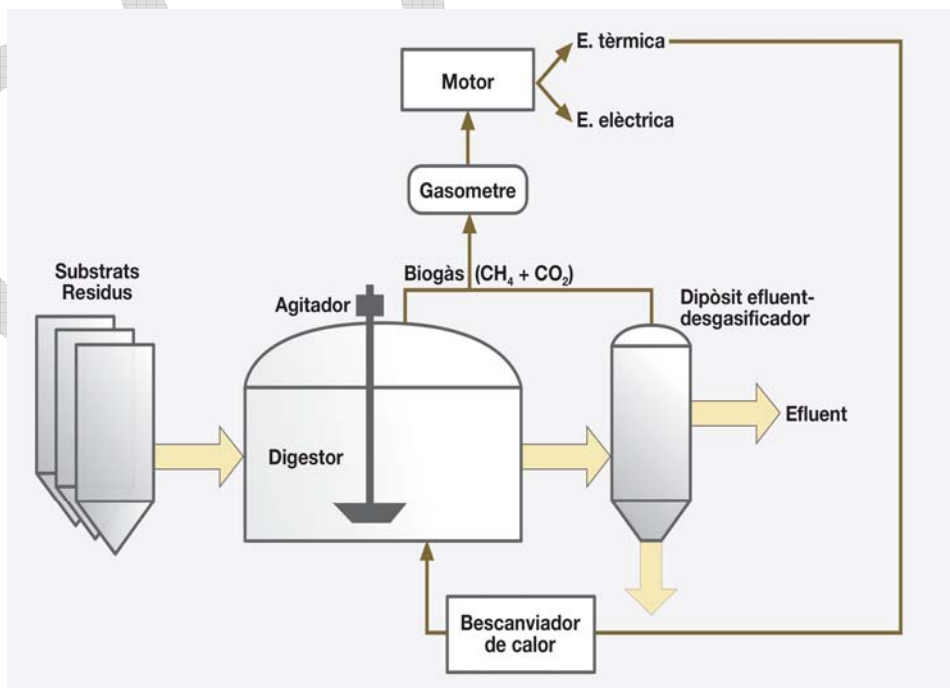 E. tèrmica
Motor
E. elèctrica
Gasometre
Substrats
Residus
Biogàs (CH₄ + CO₂)
Agitador
Dipòsit efluent-
desgasificador
Efluent
Digestor
Bescanviador
de calor